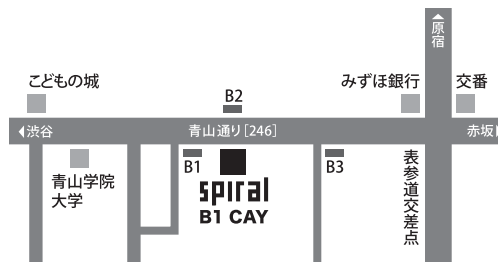 ▲原宿
こどもの城
みずほ銀行
交番
B2
◀渋谷
青山通り[246]
赤坂▶
青山学院
大学
B1
spiral
B1 CAY
B3
表参道交差点